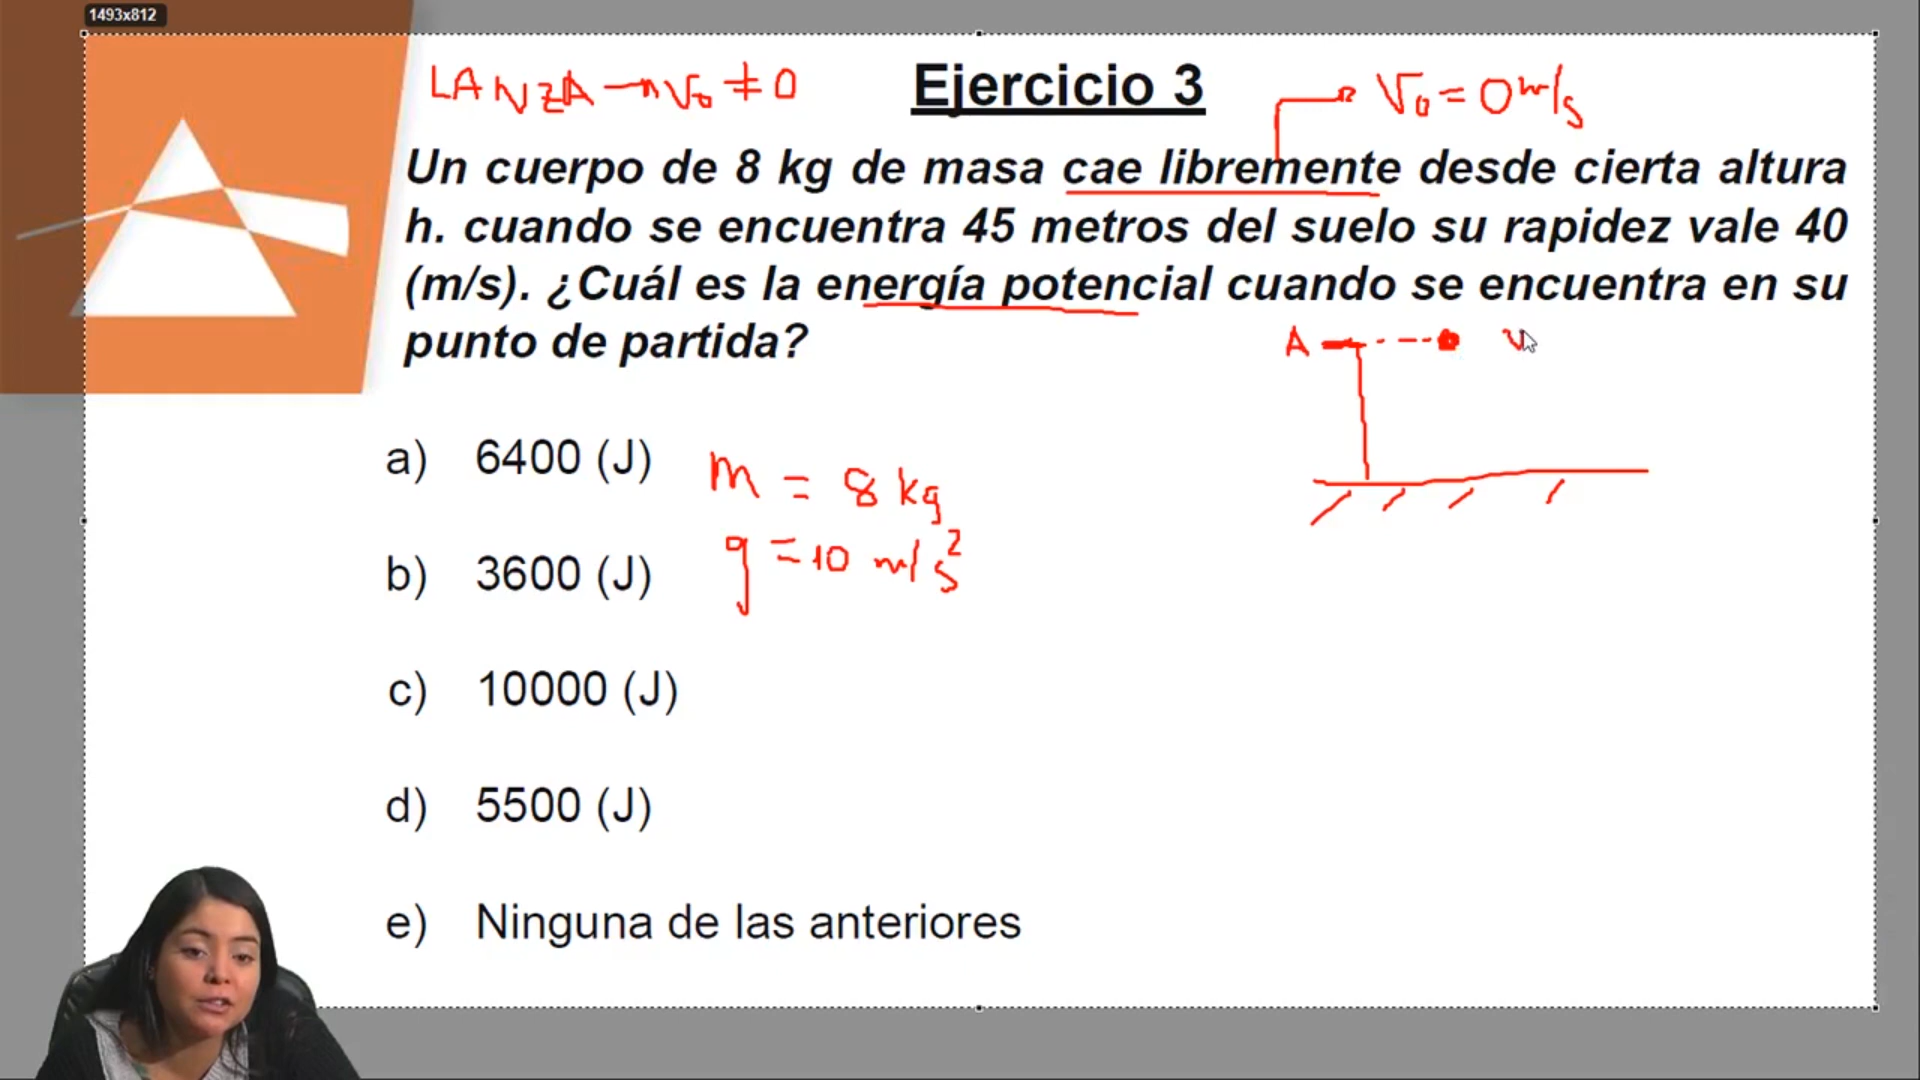 1493x812
LANZA → V₀ ≠ 0
Ejercicio 3
V₀ = 0 m/s
Un cuerpo de 8 kg de masa cae libremente desde cierta altura
h. cuando se encuentra 45 metros del suelo su rapidez vale 40
(m/s). ¿Cuál es la energía potencial cuando se encuentra en su
punto de partida?
A
a) 6400 (J)
m = 8 kg
b) 3600 (J)
g = 10 m/s²
c) 10000 (J)
d) 5500 (J)
e) Ninguna de las anteriores